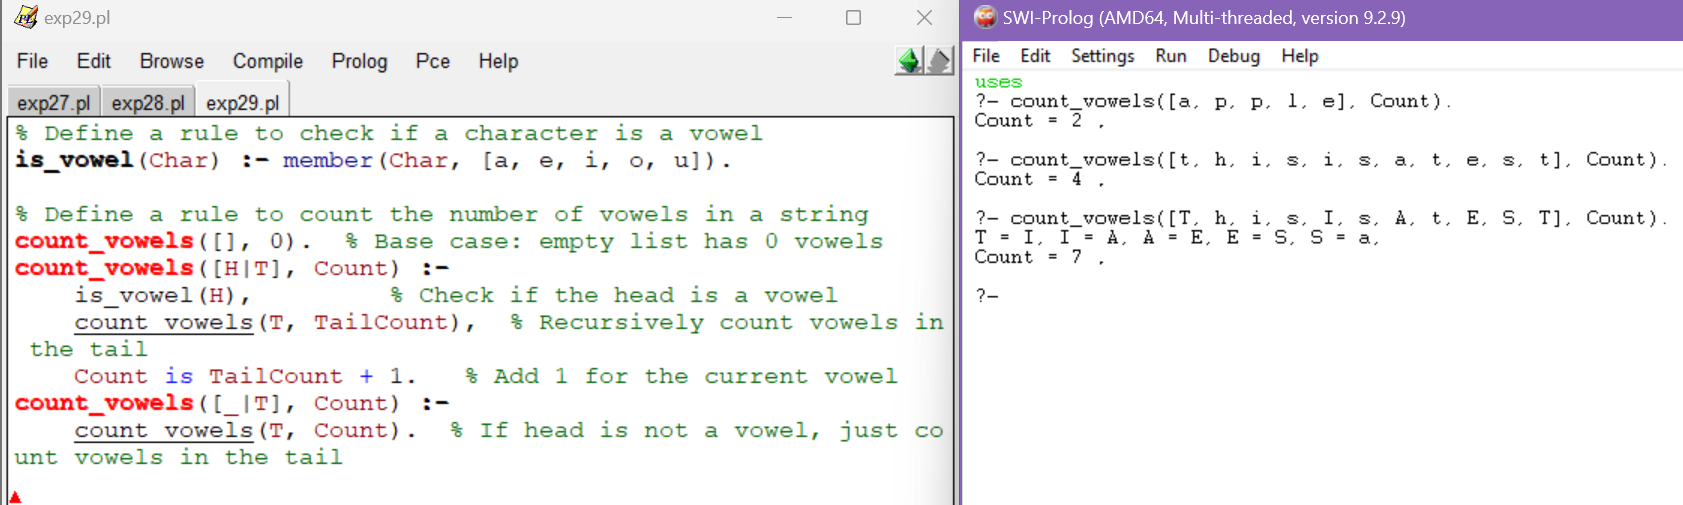 exp29.pl
File Edit Browse Compile Prolog Pce Help
exp27.pl exp28.pl exp29.pl
% Define a rule to check if a character is a vowel
is_vowel(Char) :- member(Char, [a, e, i, o, u]).
% Define a rule to count the number of vowels in a string
count_vowels([], 0).  % Base case: empty list has 0 vowels
count_vowels([H|T], Count) :-
    is_vowel(H),         % Check if the head is a vowel
    count_vowels(T, TailCount),  % Recursively count vowels in
 the tail
    Count is TailCount + 1.   % Add 1 for the current vowel
count_vowels([_|T], Count) :-
    count_vowels(T, Count).  % If head is not a vowel, just co
unt vowels in the tail
SWI-Prolog (AMD64, Multi-threaded, version 9.2.9)
File Edit Settings Run Debug Help
uses
?- count_vowels([a, p, p, l, e], Count).
Count = 2 .
?- count_vowels([t, h, i, s, i, s, a, t, e, s, t], Count).
Count = 4 .
?- count_vowels([T, h, i, s, I, s, A, t, E, S, T], Count).
T = I, I = A, A = E, E = S, S = a,
Count = 7 .
?-